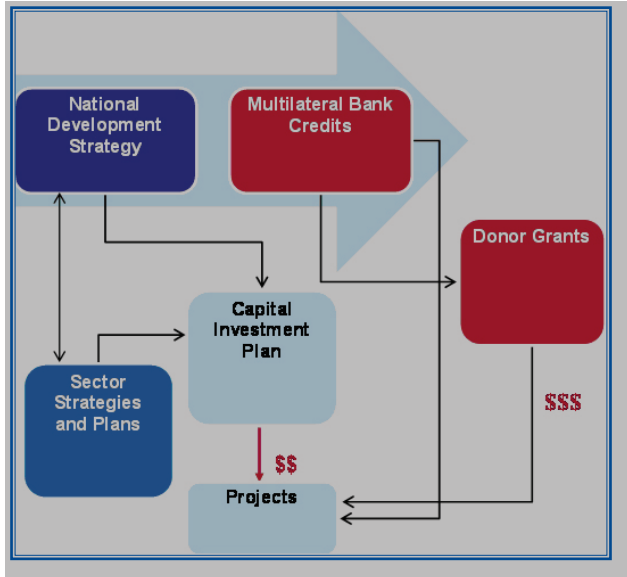 National
Development
Strategy
Multilateral Bank
Credits
Donor Grants
Capital
Investment
Plan
Sector
Strategies
and Plans
$$$
$$
Projects